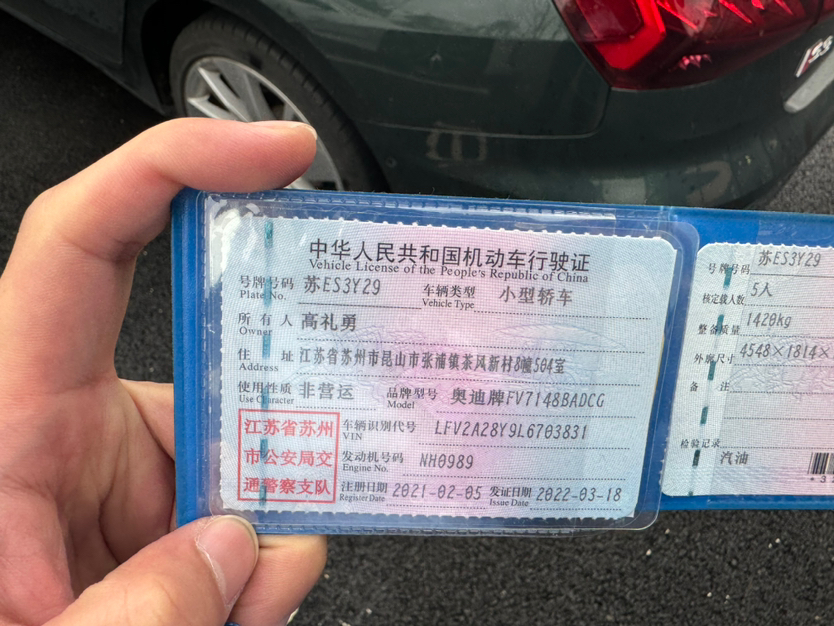 中华人民共和国机动车行驶证
Vehicle License of the People's Republic of China
号牌号码 苏ES3Y29 车辆类型 小型轿车
Plate No. Vehicle Type
所有人 高礼勇
Owner
住址 江苏省苏州市昆山市张浦镇茶风新村8幢504室
Address
使用性质 非营运 品牌型号 奥迪牌FV7148BADCG
Use Character Model
江苏省苏州
市公安局交
通警察支队
车辆识别代号 LFV2A28Y9L6703831
VIN
发动机号码 NH0989
Engine No.
注册日期 2021-02-05 发证日期 2022-03-18
Register Date Issue Date
号牌号码 苏ES3Y29
核定载人数 5人
整备质量 1420kg
外廓尺寸 4548×1814×
备注
检验记录
汽油